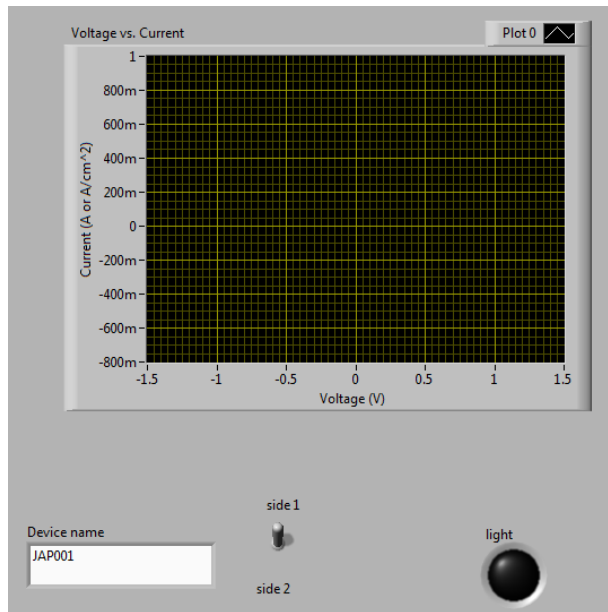 Voltage vs. Current
Plot 0
1
800m
600m
400m
200m
0
-200m
-400m
-600m
-800m
Current (A or A/cm^2)
-1.5 -1 -0.5 0 0.5 1 1.5
Voltage (V)
side 1
Device name
JAP001
light
side 2